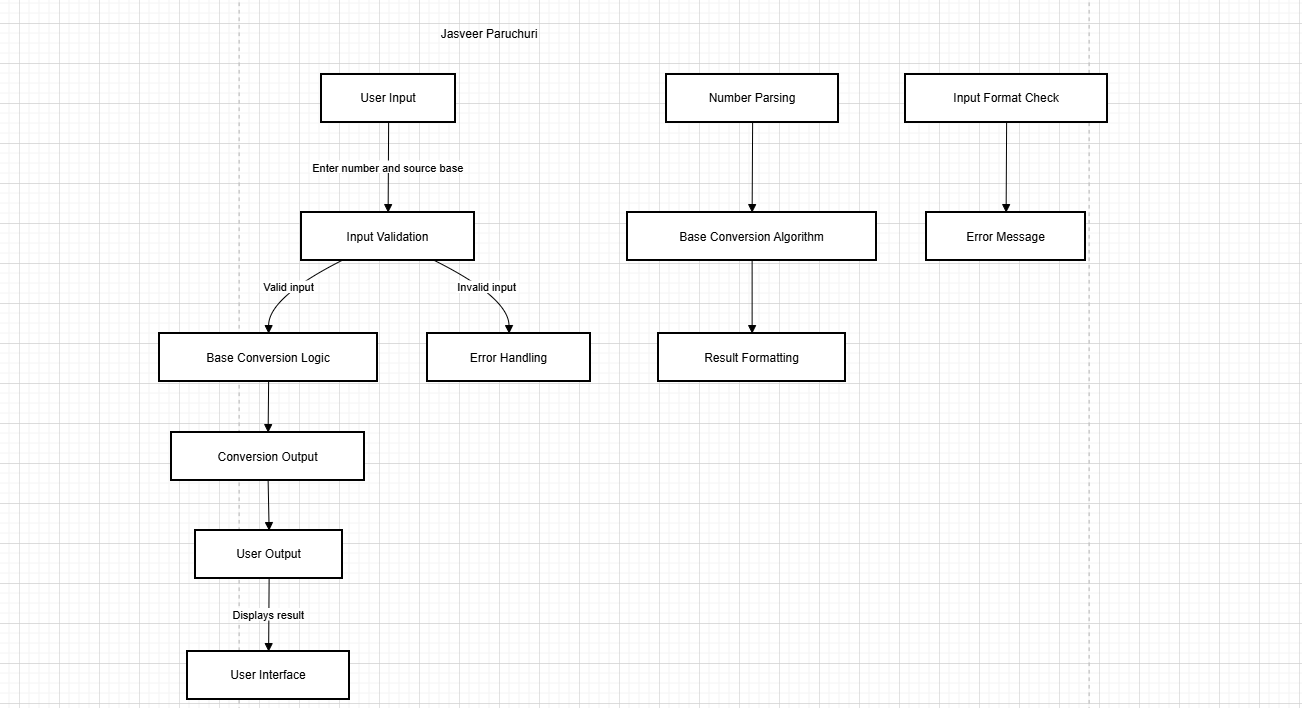 Jasveer Paruchuri
User Input
Number Parsing
Input Format Check
Enter number and source base
Input Validation
Base Conversion Algorithm
Error Message
Valid input
Invalid input
Base Conversion Logic
Error Handling
Result Formatting
Conversion Output
User Output
Displays result
User Interface